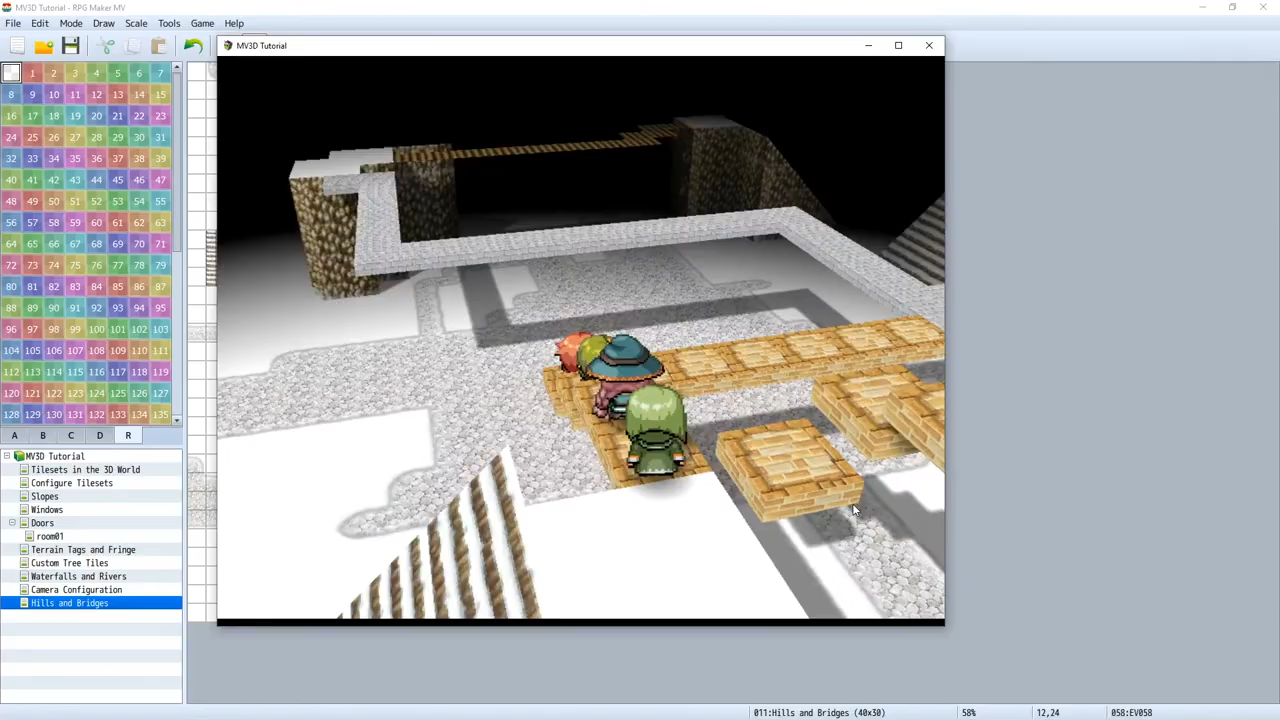 MV3D Tutorial - RPG Maker MV
File Edit Mode Draw Scale Tools Game Help
MV3D Tutorial
1 2 3 4 5 6 7
8 9 10 11 12 13 14 15
16 17 18 19 20 21 22 23
24 25 26 27 28 29 30 31
32 33 34 35 36 37 38 39
40 41 42 43 44 45 46 47
48 49 50 51 52 53 54 55
56 57 58 59 60 61 62 63
64 65 66 67 68 69 70 71
72 73 74 75 76 77 78 79
80 81 82 83 84 85 86 87
88 89 90 91 92 93 94 95
96 97 98 99 100 101 102 103
104 105 106 107 108 109 110 111
112 113 114 115 116 117 118 119
120 121 122 123 124 125 126 127
128 129 130 131 132 133 134 135
A B C D R
MV3D Tutorial
Tilesets in the 3D World
Configure Tilesets
Slopes
Windows
Doors
room01
Terrain Tags and Fringe
Custom Tree Tiles
Waterfalls and Rivers
Camera Configuration
Hills and Bridges
011:Hills and Bridges (40x30) 58% 12,24 058:EV058